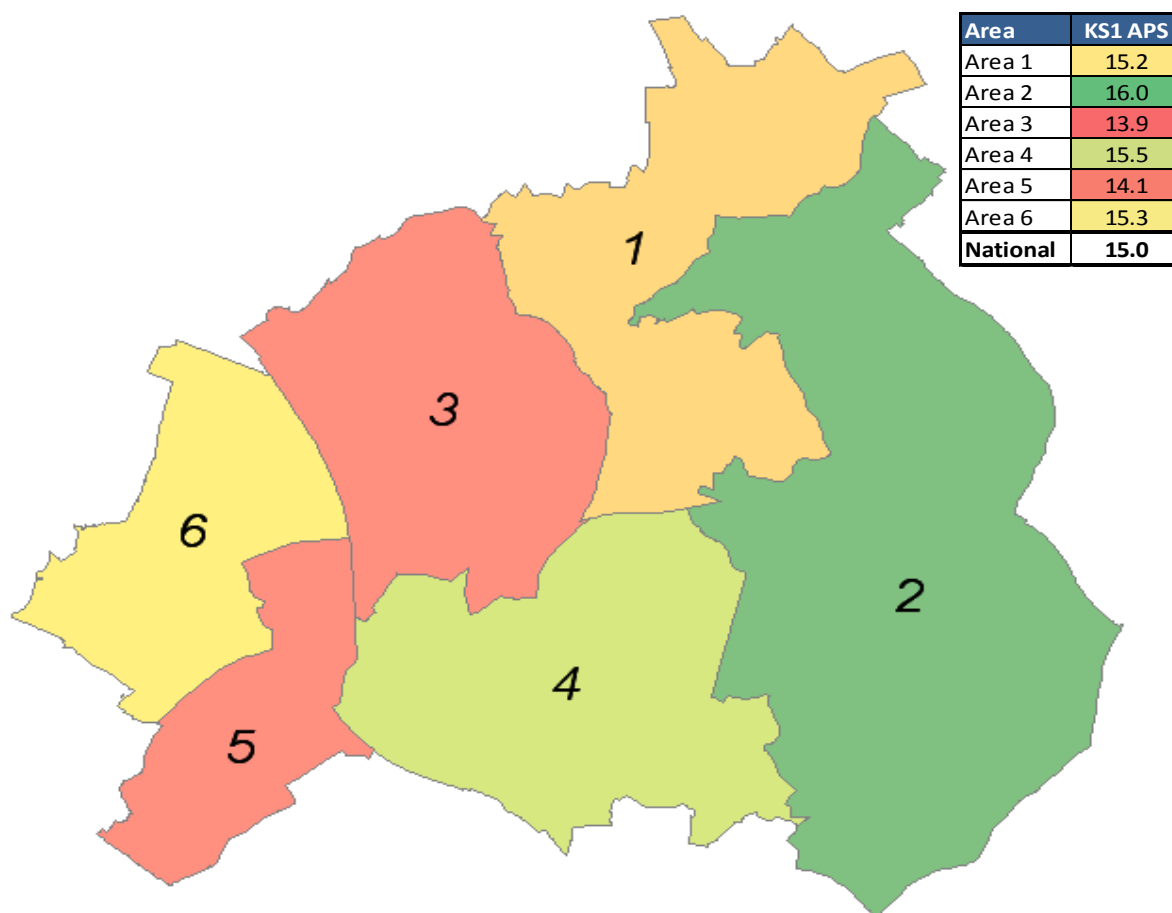 Area KS1 APS
Area 1 15.2
Area 2 16.0
Area 3 13.9
Area 4 15.5
Area 5 14.1
Area 6 15.3
National 15.0
1
3
6
2
4
5